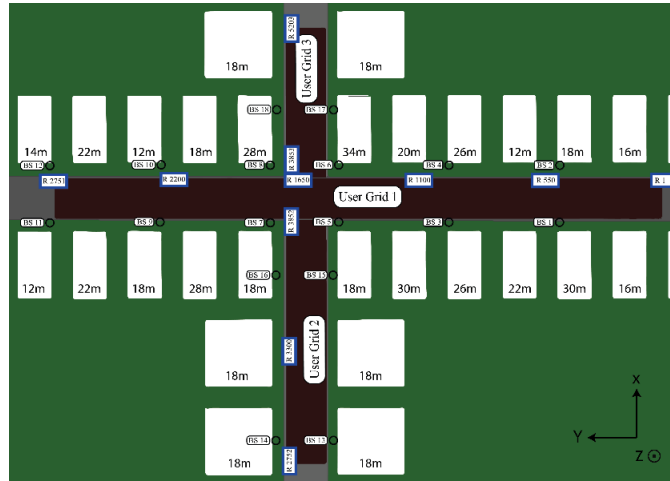 R 5203
User Grid 3
18m
18m
BS 18
BS 17
14m
22m
12m
18m
28m
34m
20m
26m
12m
18m
16m
BS 12
BS 10
BS 8
R 3853
BS 6
BS 4
BS 2
R 2751
R 2200
R 1650
R 1100
R 550
R 1
User Grid 1
BS 11
BS 9
BS 7
R 3852
BS 5
BS 3
BS 1
BS 16
BS 15
12m
22m
18m
28m
18m
18m
30m
26m
22m
30m
16m
R 3300
User Grid 2
18m
18m
BS 14
BS 13
R 2752
18m
18m
X
Y
Z